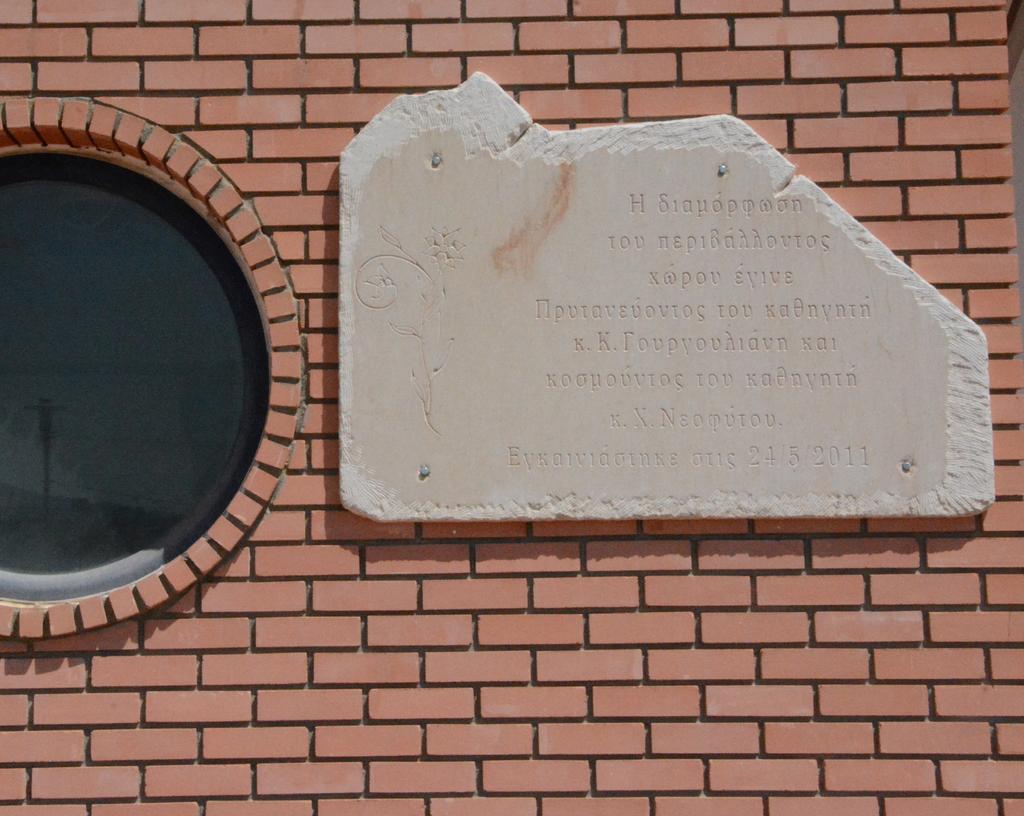 Η διαμόρφωση
του περιβάλλοντος
χώρου έγινε
Πρυτανεύοντος του καθηγητή
κ. Κ. Γουργουλιάνη και
κοσμούντος του καθηγητή
κ. Χ. Νεοφύτου.
Εγκαινιάστηκε στις 24/5/2011